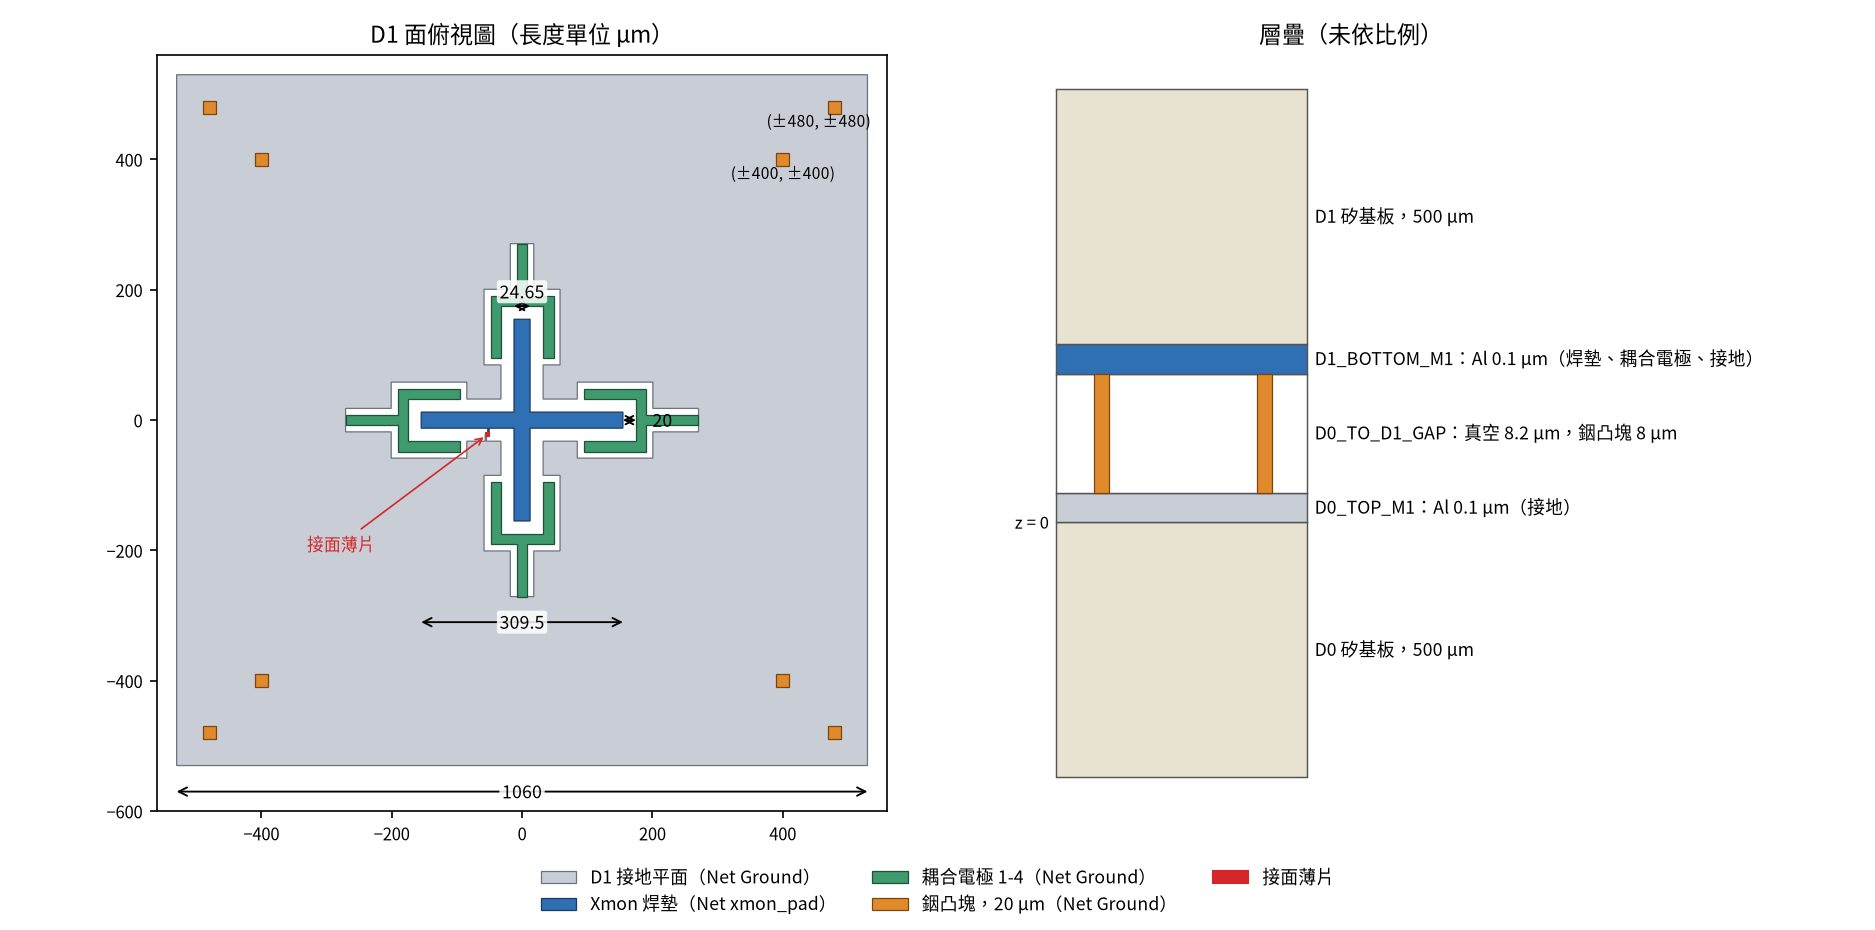 D1 面俯視圖（長度單位 µm）
層疊（未依比例）
(±480, ±480)
(±400, ±400)
400
200
0
−200
−400
−600
−400
−200
0
200
400
24.65
20
接面薄片
309.5
1060
D1 矽基板，500 µm
D1_BOTTOM_M1：Al 0.1 µm（焊墊、耦合電極、接地）
D0_TO_D1_GAP：真空 8.2 µm，銦凸塊 8 µm
D0_TOP_M1：Al 0.1 µm（接地）
z = 0
D0 矽基板，500 µm
D1 接地平面（Net Ground）
Xmon 焊墊（Net xmon_pad）
耦合電極 1-4（Net Ground）
銦凸塊，20 µm（Net Ground）
接面薄片